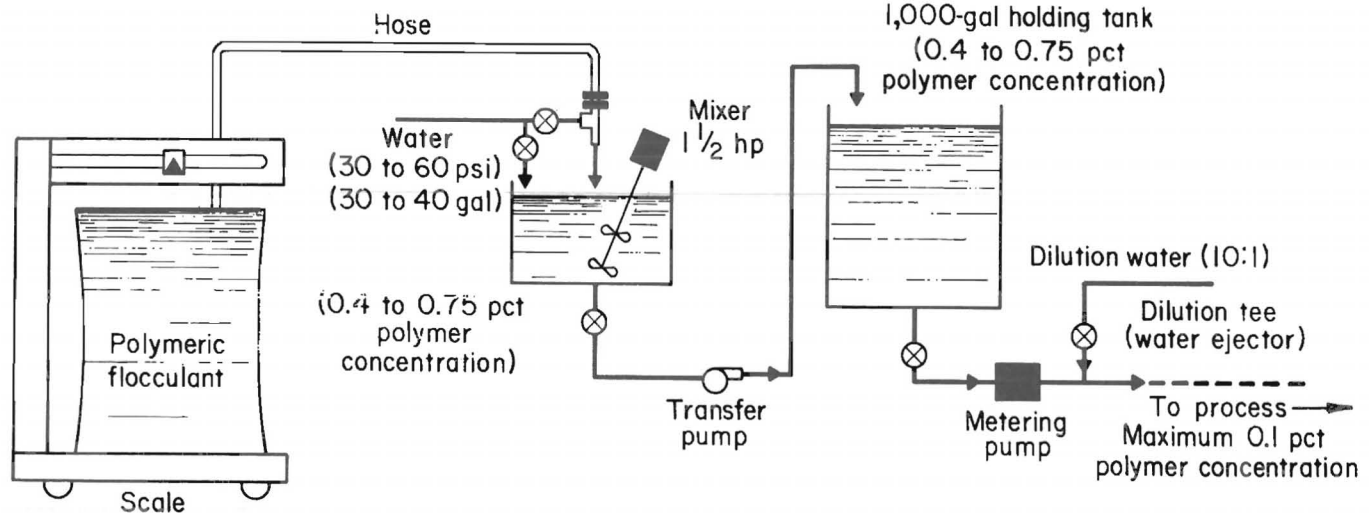 Hose
1,000-gal holding tank
(0.4 to 0.75 pct
polymer concentration)
Mixer
1 1/2 hp
Water
(30 to 60 psi)
(30 to 40 gal)
Dilution water (10:1)
Dilution tee
(water ejector)
(0.4 to 0.75 pct
polymer
concentration)
Polymeric
flocculant
Transfer
pump
Metering
pump
To process
Maximum 0.1 pct
polymer concentration
Scale